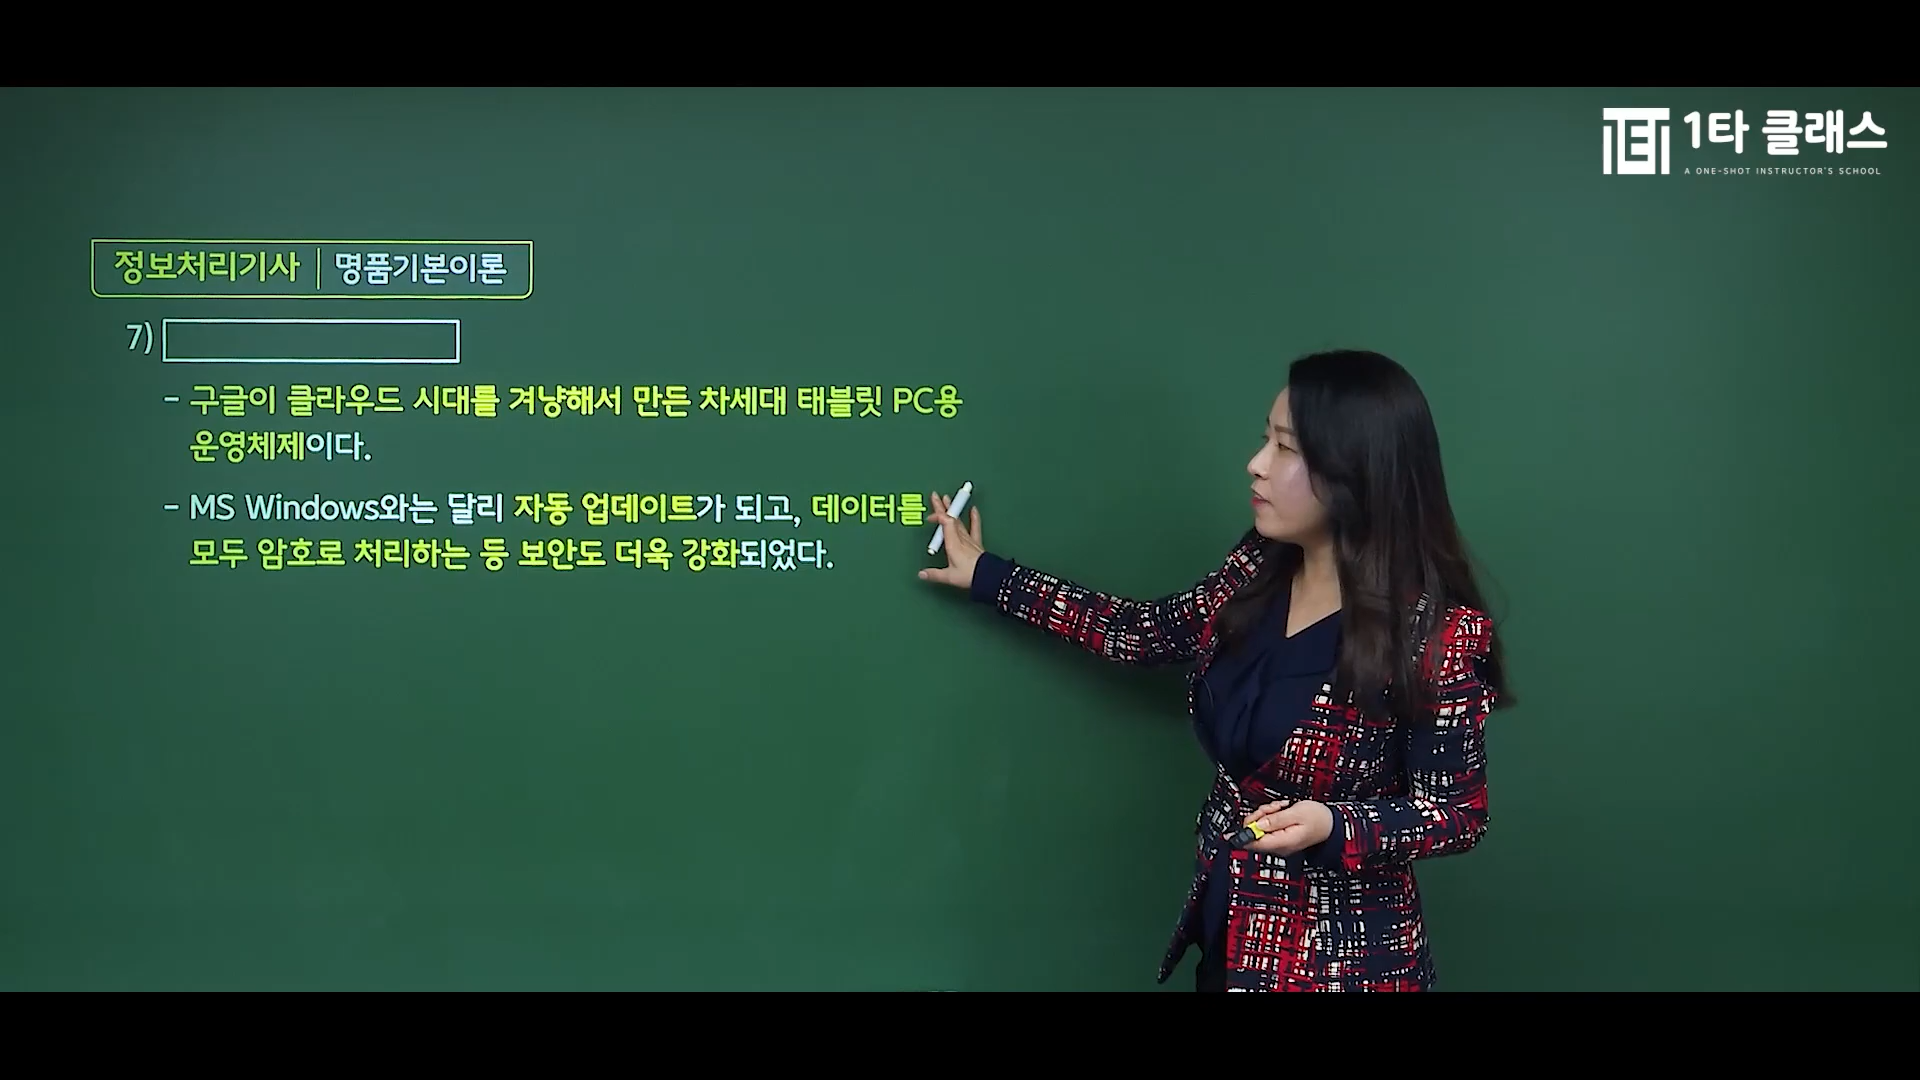 1타 클래스
A ONE-SHOT INSTRUCTOR'S SCHOOL
정보처리기사 | 명품기본이론
7)
- 구글이 클라우드 시대를 겨냥해서 만든 차세대 태블릿 PC용
운영체제이다.
- MS Windows와는 달리 자동 업데이트가 되고, 데이터를
모두 암호로 처리하는 등 보안도 더욱 강화되었다.